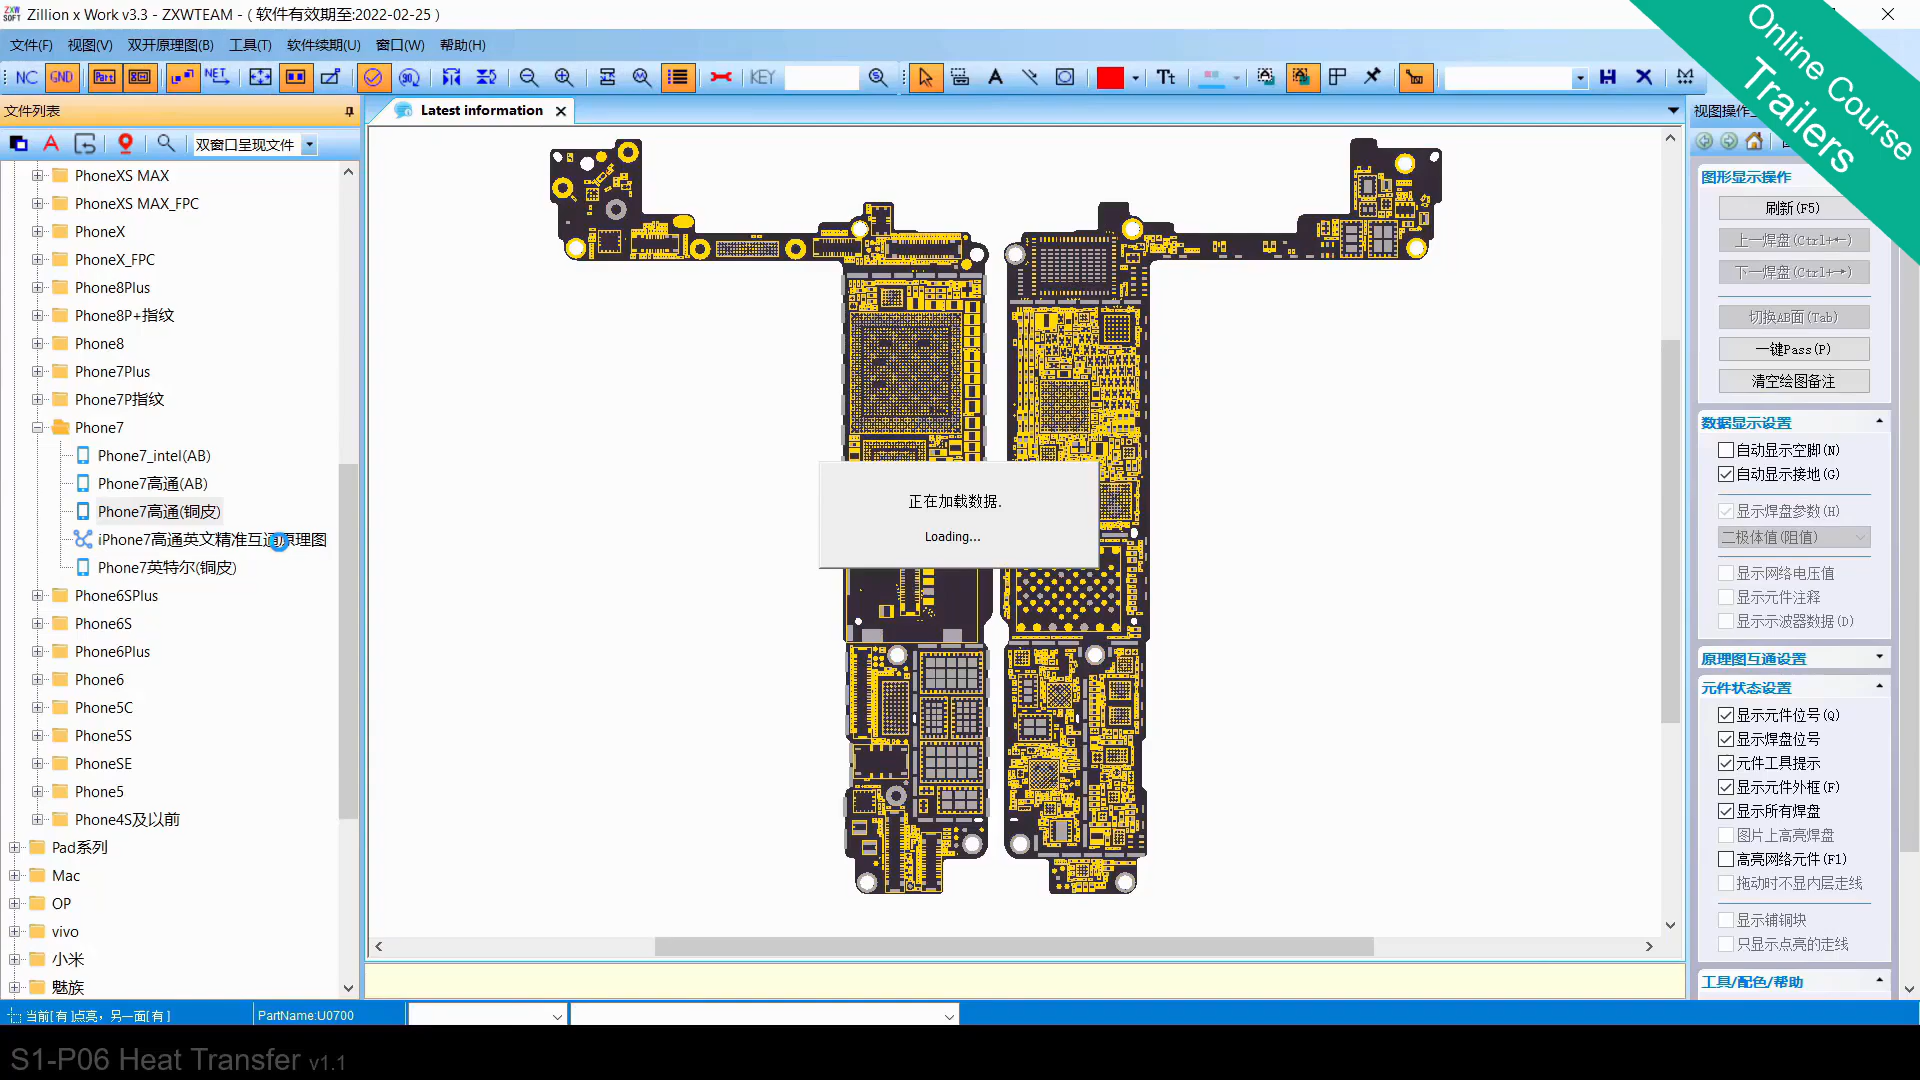 Zillion x Work v3.3 - ZXWTEAM - ( 软件有效期至:2022-02-25 )
文件(F) 视图(V) 双开原理图(B) 工具(T) 软件续期(U) 窗口(W) 帮助(H)
NC GND Part NET 90 KEY A Tt
文件列表
Latest information
视图操作
Online Course
Trailers
A 双窗口呈现文件
PhoneXS MAX
PhoneXS MAX_FPC
PhoneX
PhoneX_FPC
Phone8Plus
Phone8P+指纹
Phone8
Phone7Plus
Phone7P指纹
Phone7
Phone7_intel(AB)
Phone7高通(AB)
Phone7高通(铜皮)
iPhone7高通英文精准互通原理图
Phone7英特尔(铜皮)
Phone6SPlus
Phone6S
Phone6Plus
Phone6
Phone5C
Phone5S
PhoneSE
Phone5
Phone4S及以前
Pad系列
Mac
OP
vivo
小米
魅族
正在加载数据.
Loading...
图形显示操作
刷新(F5)
上一焊盘(Ctrl+←)
下一焊盘(Ctrl+→)
切换AB面(Tab)
一键Pass(P)
清空绘图备注
数据显示设置
自动显示空脚(N)
自动显示接地(G)
显示焊盘参数(H)
二极体值(阻值)
显示网络电压值
显示元件注释
显示示波器数据(D)
原理图互通设置
元件状态设置
显示元件位号(Q)
显示焊盘位号
元件工具提示
显示元件外框(F)
显示所有焊盘
图片上高亮焊盘
高亮网络元件(F1)
拖动时不显内层走线
显示铺铜块
只显示点亮的走线
工具/配色/帮助
当前[有]点亮，另一面[有]
PartName:U0700
S1-P06 Heat Transfer v1.1